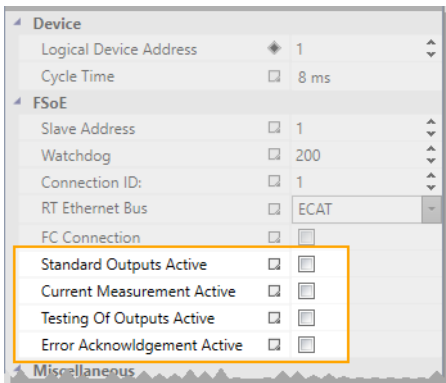 Device
Logical Device Address 1
Cycle Time 8 ms
FSoE
Slave Address 1
Watchdog 200
Connection ID: 1
RT Ethernet Bus ECAT
FC Connection
Standard Outputs Active
Current Measurement Active
Testing Of Outputs Active
Error Acknowldgement Active
Miscellaneous